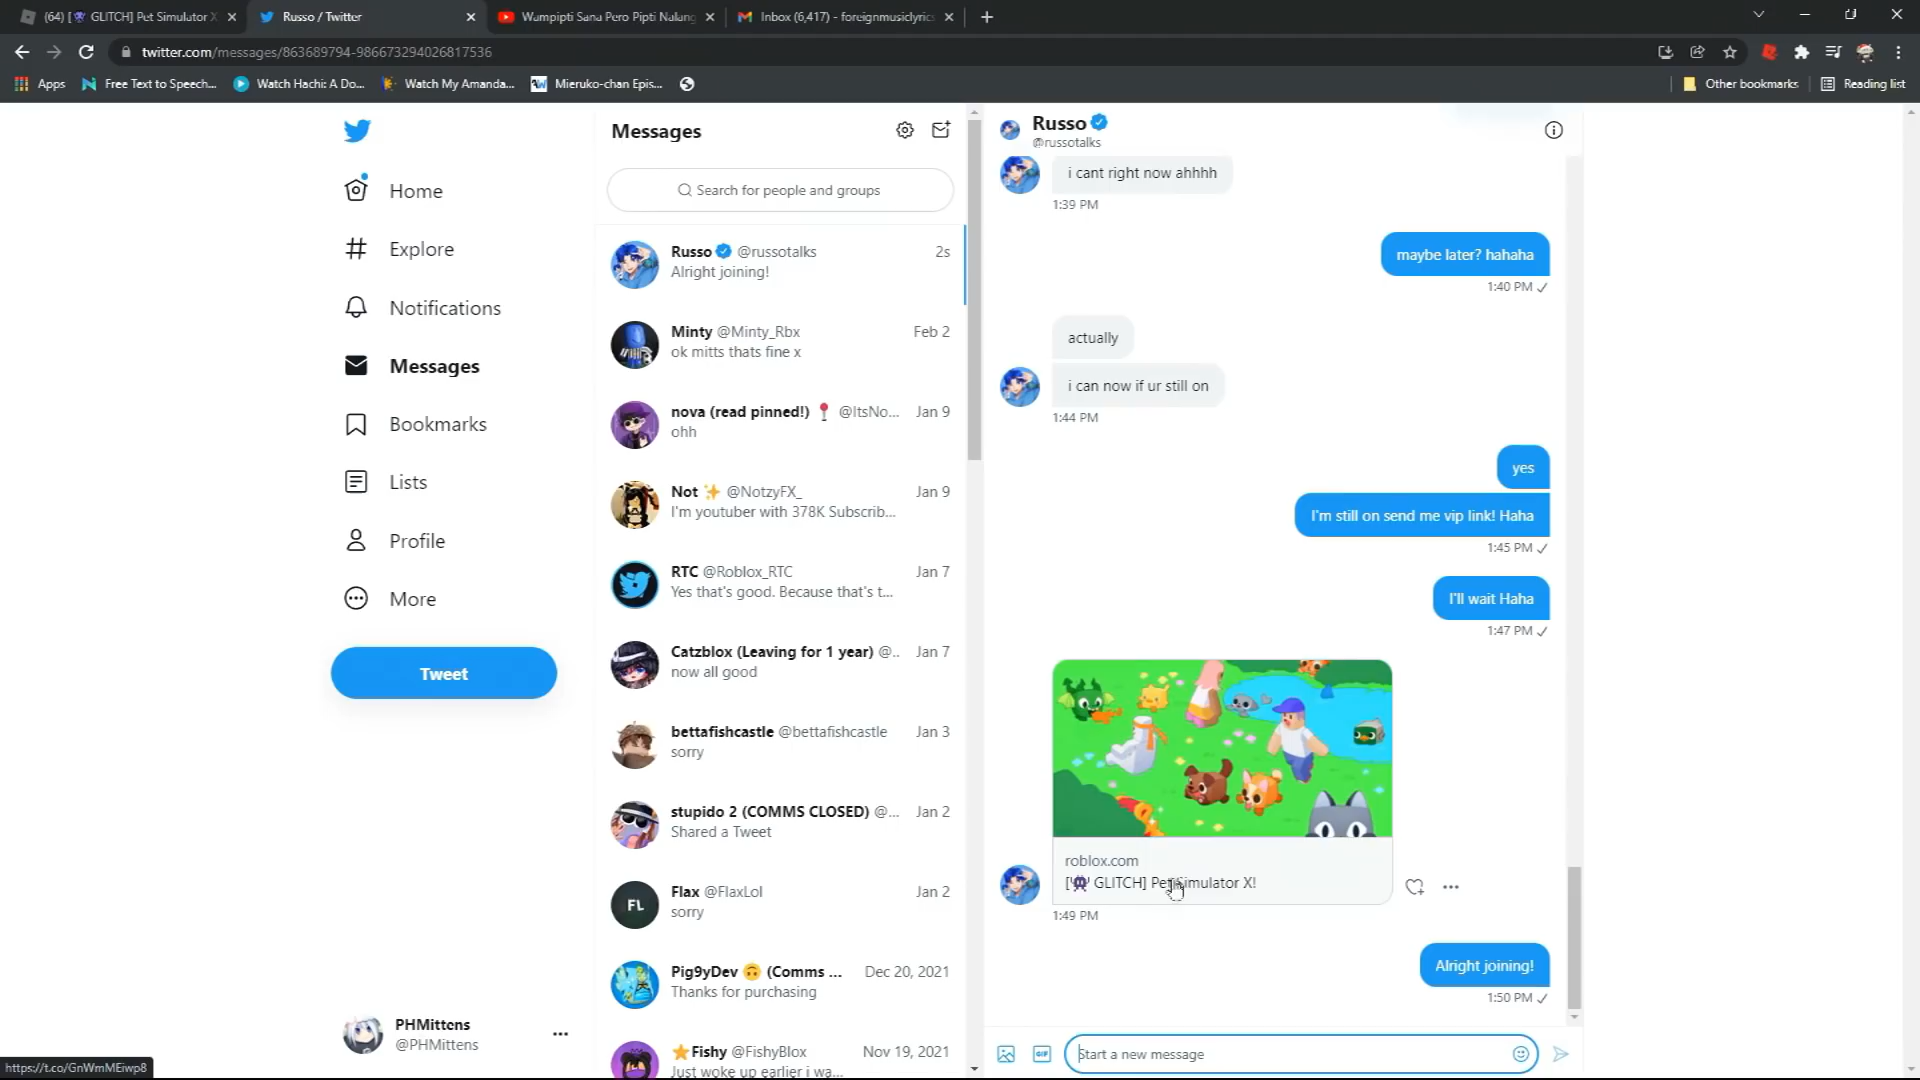 (64) [👾 GLITCH] Pet Simulator X
Russo / Twitter
Wampipti Sana Pero Pipti Nalang
Inbox (6,417) - foreignmusiclyrics
twitter.com/messages/863689794-986673294026817536
Apps
Free Text to Speech...
Watch Hachi: A Do...
Watch My Amanda...
Mieruko-chan Epis...
Other bookmarks
Reading list
Home
Explore
Notifications
Messages
Bookmarks
Lists
Profile
More
Tweet
PHMittens
@PHMittens
https://t.co/GnWmMEiwp8
Messages
Search for people and groups
Russo @russotalks 2s
Alright joining!
Minty @Minty_Rbx Feb 2
ok mitts thats fine x
nova (read pinned!) 📍 @ItsNo... Jan 9
ohh
Not ✨ @NotzyFX_ Jan 9
I'm youtuber with 378K Subscrib...
RTC @Roblox_RTC Jan 7
Yes that's good. Because that's t...
Catzblox (Leaving for 1 year) @.. Jan 7
now all good
bettafishcastle @bettafishcastle Jan 3
sorry
stupido 2 (COMMS CLOSED) @... Jan 2
Shared a Tweet
Flax @FlaxLol Jan 2
FL
sorry
Pig9yDev 🙃 (Comms ... Dec 20, 2021
Thanks for purchasing
⭐Fishy @FishyBlox Nov 19, 2021
Just woke up earlier i wa...
Russo
@russotalks
i cant right now ahhhh
1:39 PM
maybe later? hahaha
1:40 PM ✓
actually
i can now if ur still on
1:44 PM
yes
I'm still on send me vip link! Haha
1:45 PM ✓
I'll wait Haha
1:47 PM ✓
roblox.com
[👾 GLITCH] Pet Simulator X!
1:49 PM
Alright joining!
1:50 PM ✓
GIF
Start a new message